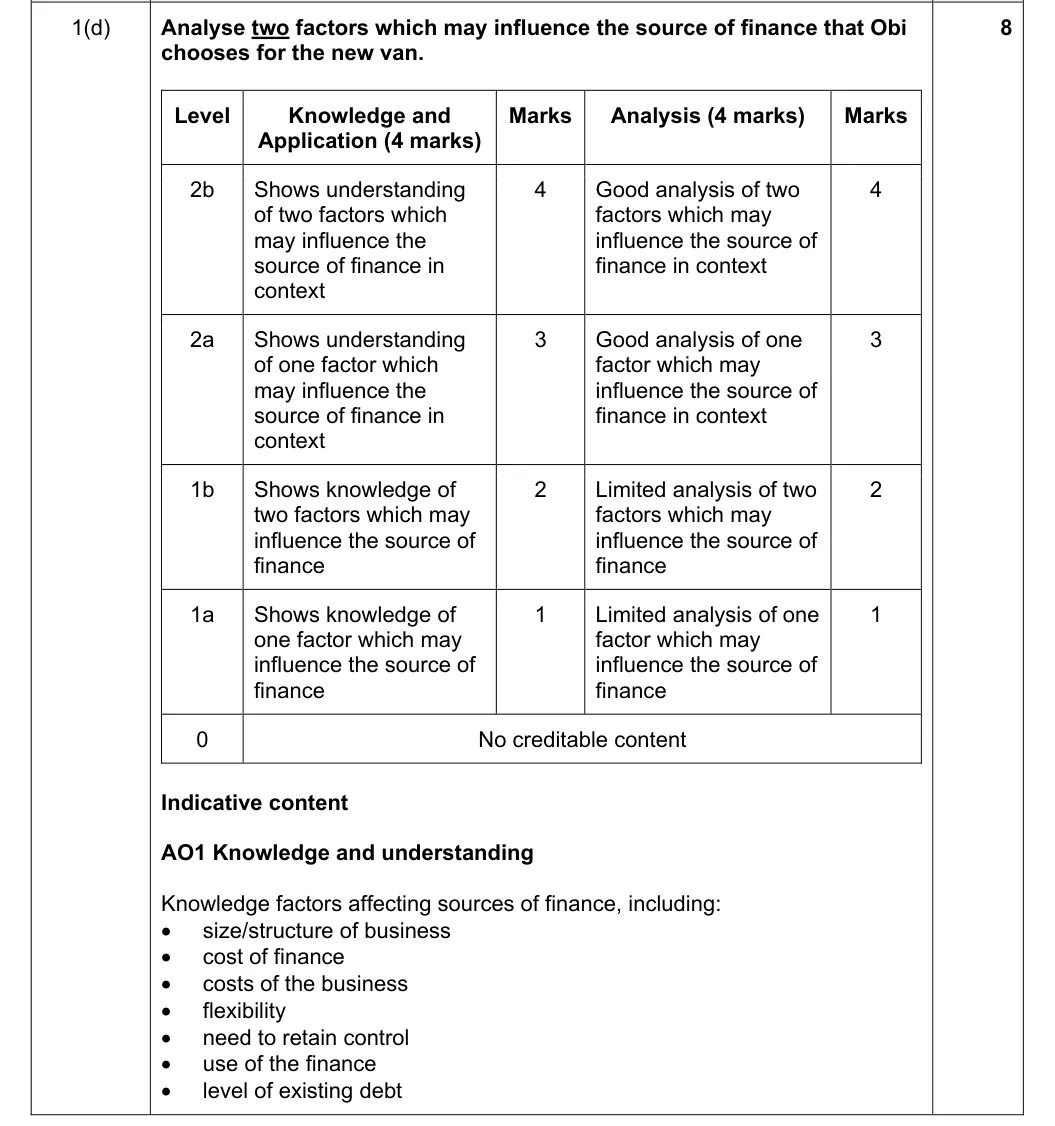 1(d)
Analyse two factors which may influence the source of finance that Obi
chooses for the new van.
8
Level
Knowledge and
Application (4 marks)
Marks
Analysis (4 marks)
Marks
2b
Shows understanding
of two factors which
may influence the
source of finance in
context
4
Good analysis of two
factors which may
influence the source of
finance in context
4
2a
Shows understanding
of one factor which
may influence the
source of finance in
context
3
Good analysis of one
factor which may
influence the source of
finance in context
3
1b
Shows knowledge of
two factors which may
influence the source of
finance
2
Limited analysis of two
factors which may
influence the source of
finance
2
1a
Shows knowledge of
one factor which may
influence the source of
finance
1
Limited analysis of one
factor which may
influence the source of
finance
1
0
No creditable content
Indicative content
AO1 Knowledge and understanding
Knowledge factors affecting sources of finance, including:
• size/structure of business
• cost of finance
• costs of the business
• flexibility
• need to retain control
• use of the finance
• level of existing debt